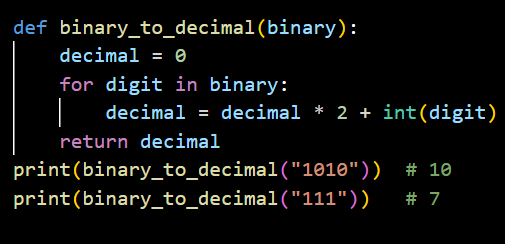 def binary_to_decimal(binary):
    decimal = 0
    for digit in binary:
        decimal = decimal * 2 + int(digit)
    return decimal
print(binary_to_decimal("1010"))  # 10
print(binary_to_decimal("111"))   # 7